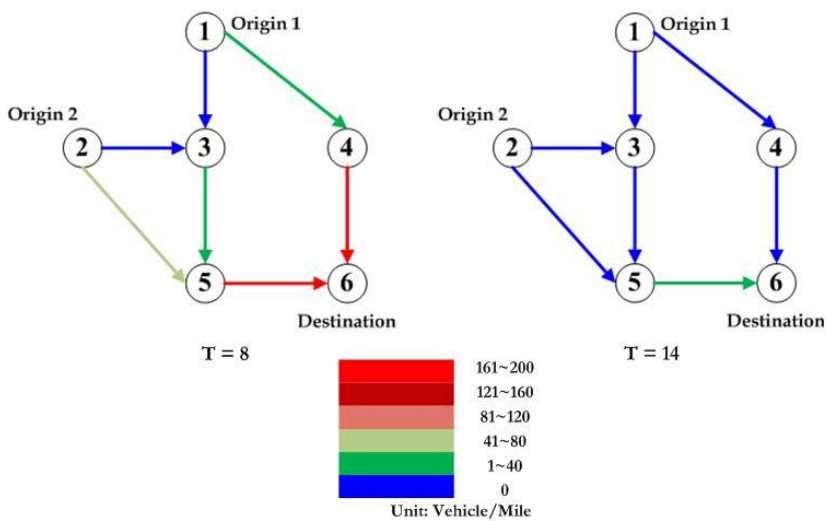 1 Origin 1
Origin 2
2 3 4
5 6
Destination
T = 8
1 Origin 1
Origin 2
2 3 4
5 6
Destination
T = 14
161~200
121~160
81~120
41~80
1~40
0
Unit: Vehicle/Mile